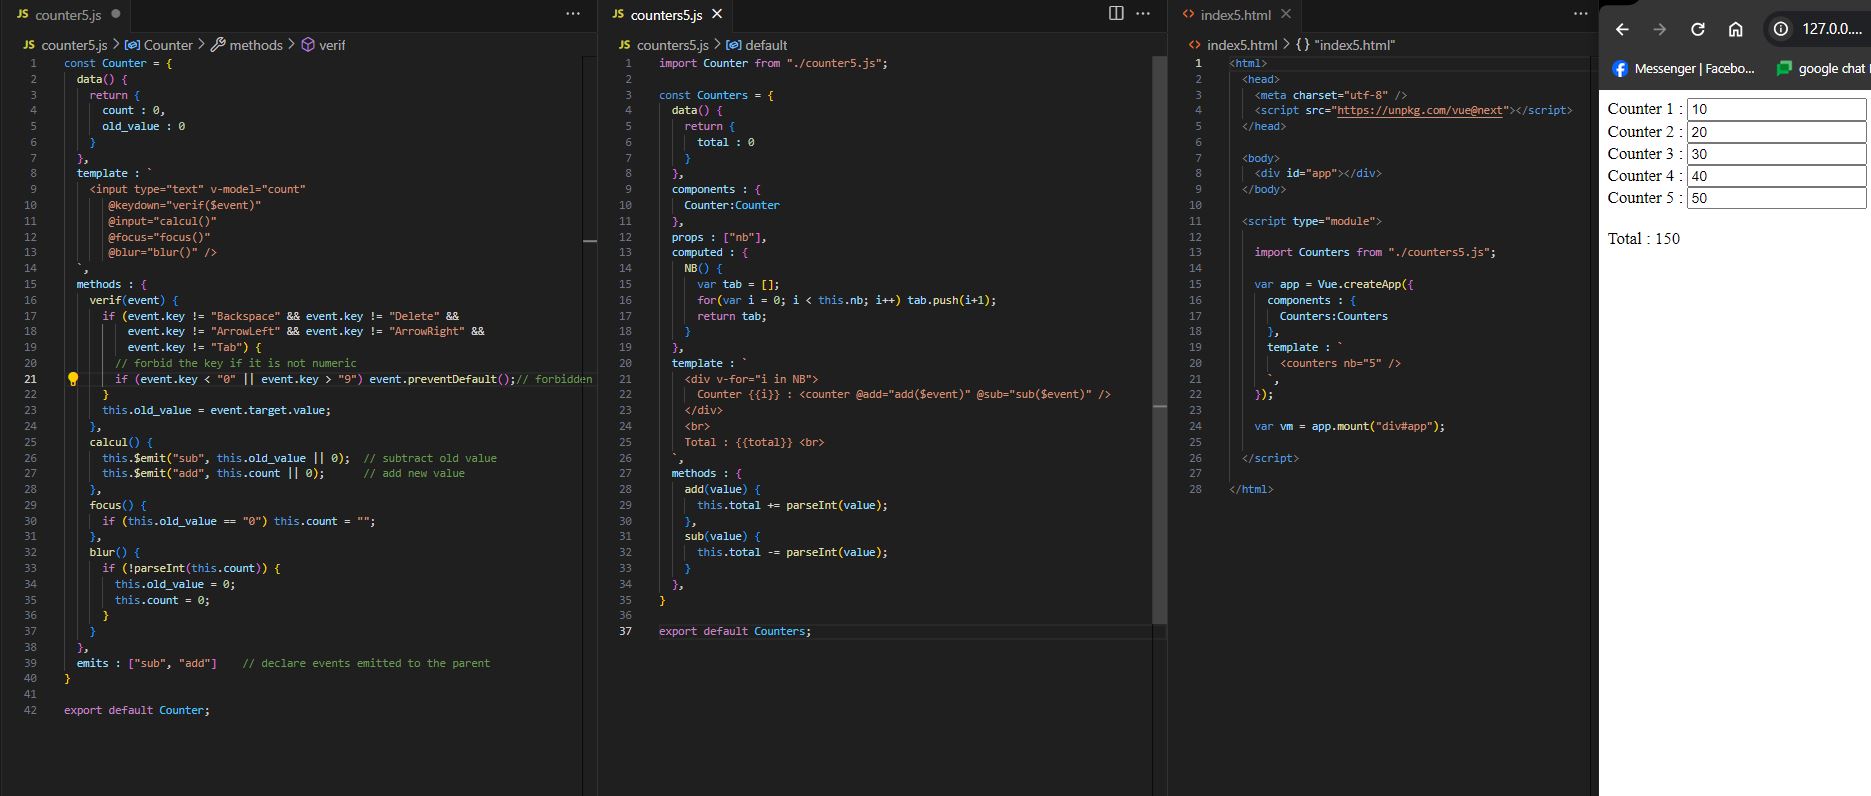 JS counter5.js
JS counter5.js > Counter > methods > verif
1 const Counter = {
2 data() {
3 return {
4 count : 0,
5 old_value : 0
6 }
7 },
8 template : `
9 <input type="text" v-model="count"
10 @keydown="verif($event)"
11 @input="calcul()"
12 @focus="focus()"
13 @blur="blur()" />
14 `,
15 methods : {
16 verif(event) {
17 if (event.key != "Backspace" && event.key != "Delete" &&
18 event.key != "ArrowLeft" && event.key != "ArrowRight" &&
19 event.key != "Tab") {
20 // forbid the key if it is not numeric
21 if (event.key < "0" || event.key > "9") event.preventDefault();// forbidden
22 }
23 this.old_value = event.target.value;
24 },
25 calcul() {
26 this.$emit("sub", this.old_value || 0); // subtract old value
27 this.$emit("add", this.count || 0); // add new value
28 },
29 focus() {
30 if (this.old_value == "0") this.count = "";
31 },
32 blur() {
33 if (!parseInt(this.count)) {
34 this.old_value = 0;
35 this.count = 0;
36 }
37 }
38 },
39 emits : ["sub", "add"] // declare events emitted to the parent
40 }
41
42 export default Counter;
JS counters5.js
JS counters5.js > default
1 import Counter from "./counter5.js";
2
3 const Counters = {
4 data() {
5 return {
6 total : 0
7 }
8 },
9 components : {
10 Counter:Counter
11 },
12 props : ["nb"],
13 computed : {
14 NB() {
15 var tab = [];
16 for(var i = 0; i < this.nb; i++) tab.push(i+1);
17 return tab;
18 }
19 },
20 template : `
21 <div v-for="i in NB">
22 Counter {{i}} : <counter @add="add($event)" @sub="sub($event)" />
23 </div>
24 <br>
25 Total : {{total}} <br>
26 `,
27 methods : {
28 add(value) {
29 this.total += parseInt(value);
30 },
31 sub(value) {
32 this.total -= parseInt(value);
33 }
34 },
35 }
36
37 export default Counters;
index5.html
index5.html > {} "index5.html"
1 <html>
2 <head>
3 <meta charset="utf-8" />
4 <script src="https://unpkg.com/vue@next"></script>
5 </head>
6
7 <body>
8 <div id="app"></div>
9 </body>
10
11 <script type="module">
12
13 import Counters from "./counters5.js";
14
15 var app = Vue.createApp({
16 components : {
17 Counters:Counters
18 },
19 template : `
20 <counters nb="5" />
21 `,
22 });
23
24 var vm = app.mount("div#app");
25
26 </script>
27
28 </html>
127.0.0....
Messenger | Facebo... google chat
Counter 1 : 10
Counter 2 : 20
Counter 3 : 30
Counter 4 : 40
Counter 5 : 50
Total : 150